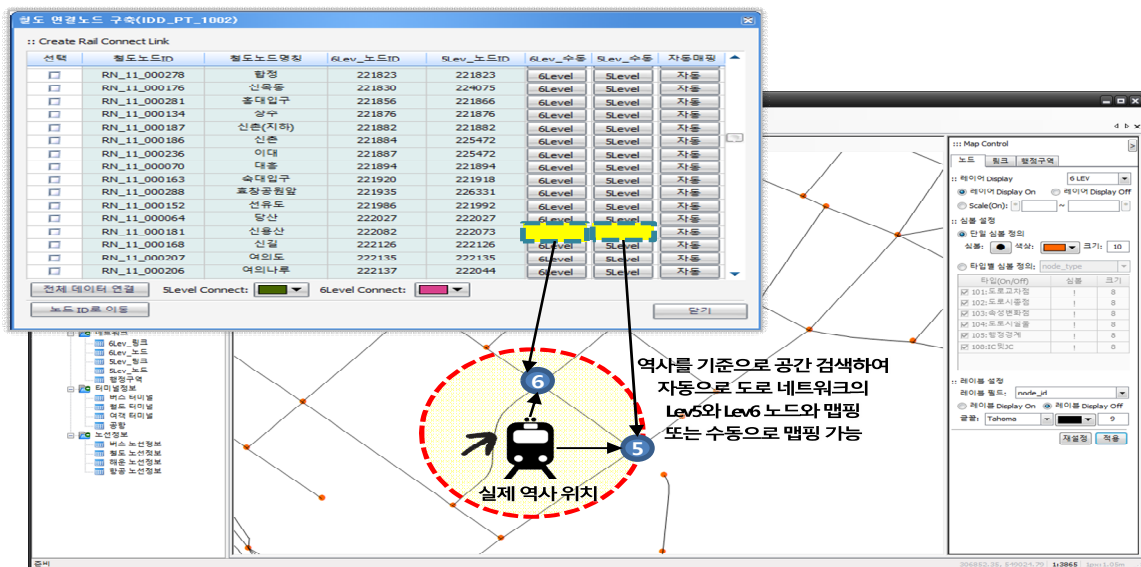 철도 연결노드 구축(IDD_PT_1002)
:: Create Rail Connect Link
선택 철도노드ID 철도노드명칭 6Lev_노드ID 5Lev_노드ID 6Lev_수동 5Lev_수동 자동매핑
RN_11_000278 합정 221823 221823 6Level 5Level 자동
RN_11_000176 신목동 221830 224075 6Level 5Level 자동
RN_11_000281 홍대입구 221856 221866 6Level 5Level 자동
RN_11_000134 상수 221876 221876 6Level 5Level 자동
RN_11_000187 신촌(지하) 221882 221882 6Level 5Level 자동
RN_11_000186 신촌 221884 225472 6Level 5Level 자동
RN_11_000236 이대 221887 225472 6Level 5Level 자동
RN_11_000070 대흥 221894 221894 6Level 5Level 자동
RN_11_000163 숙대입구 221920 221918 6Level 5Level 자동
RN_11_000288 효창공원앞 221935 226331 6Level 5Level 자동
RN_11_000152 선유도 221986 221992 6Level 5Level 자동
RN_11_000064 당산 222027 222027 6Level 5Level 자동
RN_11_000181 신용산 222082 222073 자동
RN_11_000168 신길 222126 222126 6Level 5Level 자동
RN_11_000207 여의도 222135 222135 6Level 5Level 자동
RN_11_000206 여의나루 222137 222044 6Level 5Level 자동
전체 데이터 연결 5Level Connect: 6Level Connect:
노드 ID로 이동 닫기
네트워크
6Lev_링크
6Lev_노드
5Lev_링크
5Lev_노드
행정구역
터미널정보
버스 터미널
철도 터미널
여객 터미널
공항
노선정보
버스 노선정보
철도 노선정보
해운 노선정보
항공 노선정보
6
5
실제 역사 위치
역사를 기준으로 공간 검색하여
자동으로 도로 네트워크의
Lev5와 Lev6 노드와 맵핑
또는 수동으로 맵핑 가능
::: Map Control
노드 링크 행정구역
:: 레이어 Display 6 LEV
레이어 Display On 레이어 Display Off
Scale(On): ~
:: 심볼 설정
단일 심볼 정의
심볼: 색상: 크기: 10
타입별 심볼 정의: node_type
타입(On/Off) 심볼 크기
101:도로교차점 ! 8
102:도로시종점 ! 8
103:속성변화점 ! 8
104:도로시설물 ! 8
105:행정경계 ! 8
106:IC및JC ! 8
:: 레이블 설정
레이블 필드: node_id
레이블 Display On 레이블 Display Off
글꼴: Tahoma 9
재설정 적용
준비
206852.35, 549024.79 1:3865 1px=1.05m